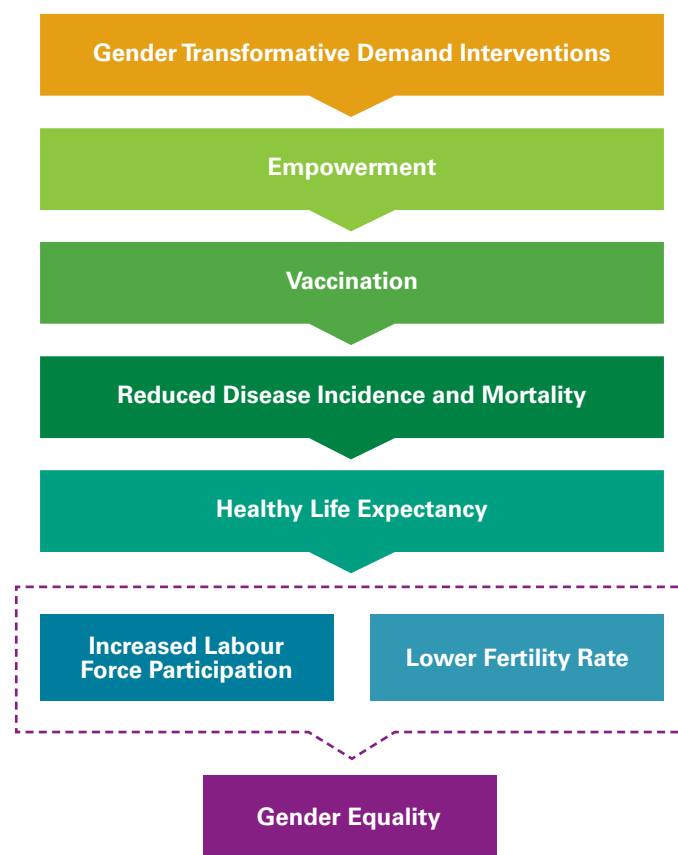 Gender Transformative Demand Interventions
Empowerment
Vaccination
Reduced Disease Incidence and Mortality
Healthy Life Expectancy
Increased Labour
Force Participation
Lower Fertility Rate
Gender Equality